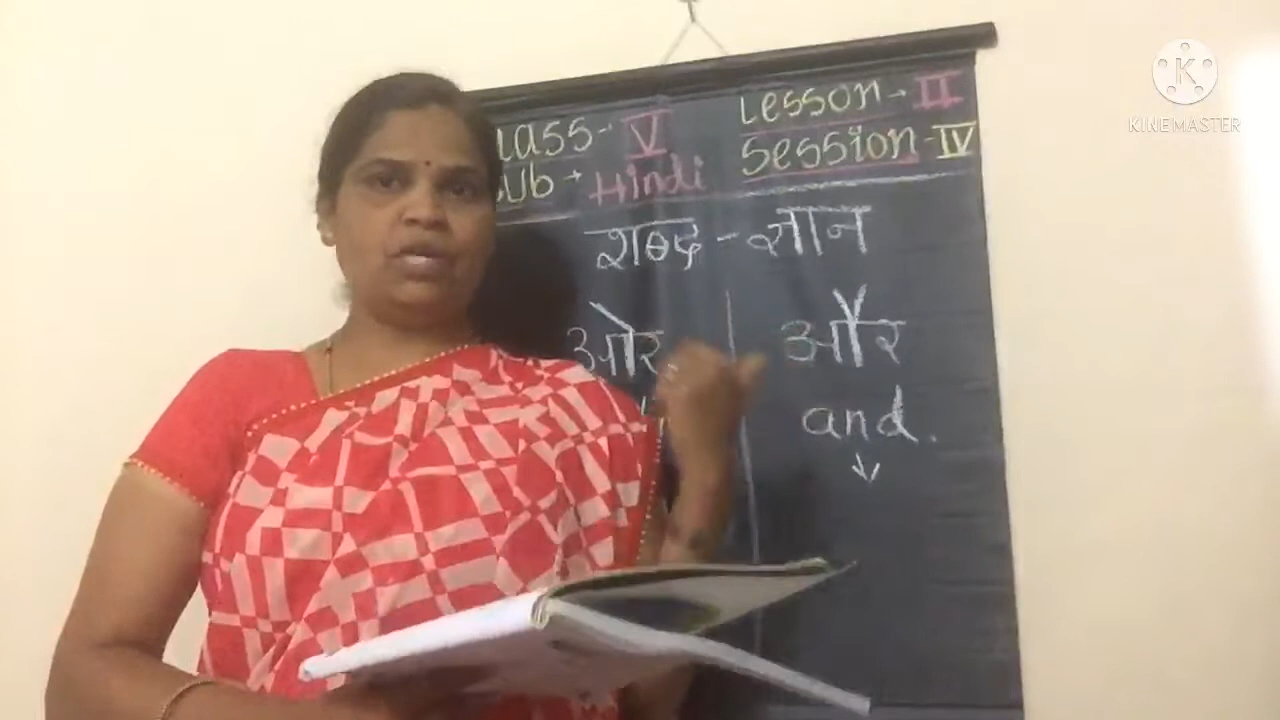 Class- V Lesson - II
Sub → Hindi Session - IV
शब्द - ज्ञान
ओर और
and.
K
KINEMASTER